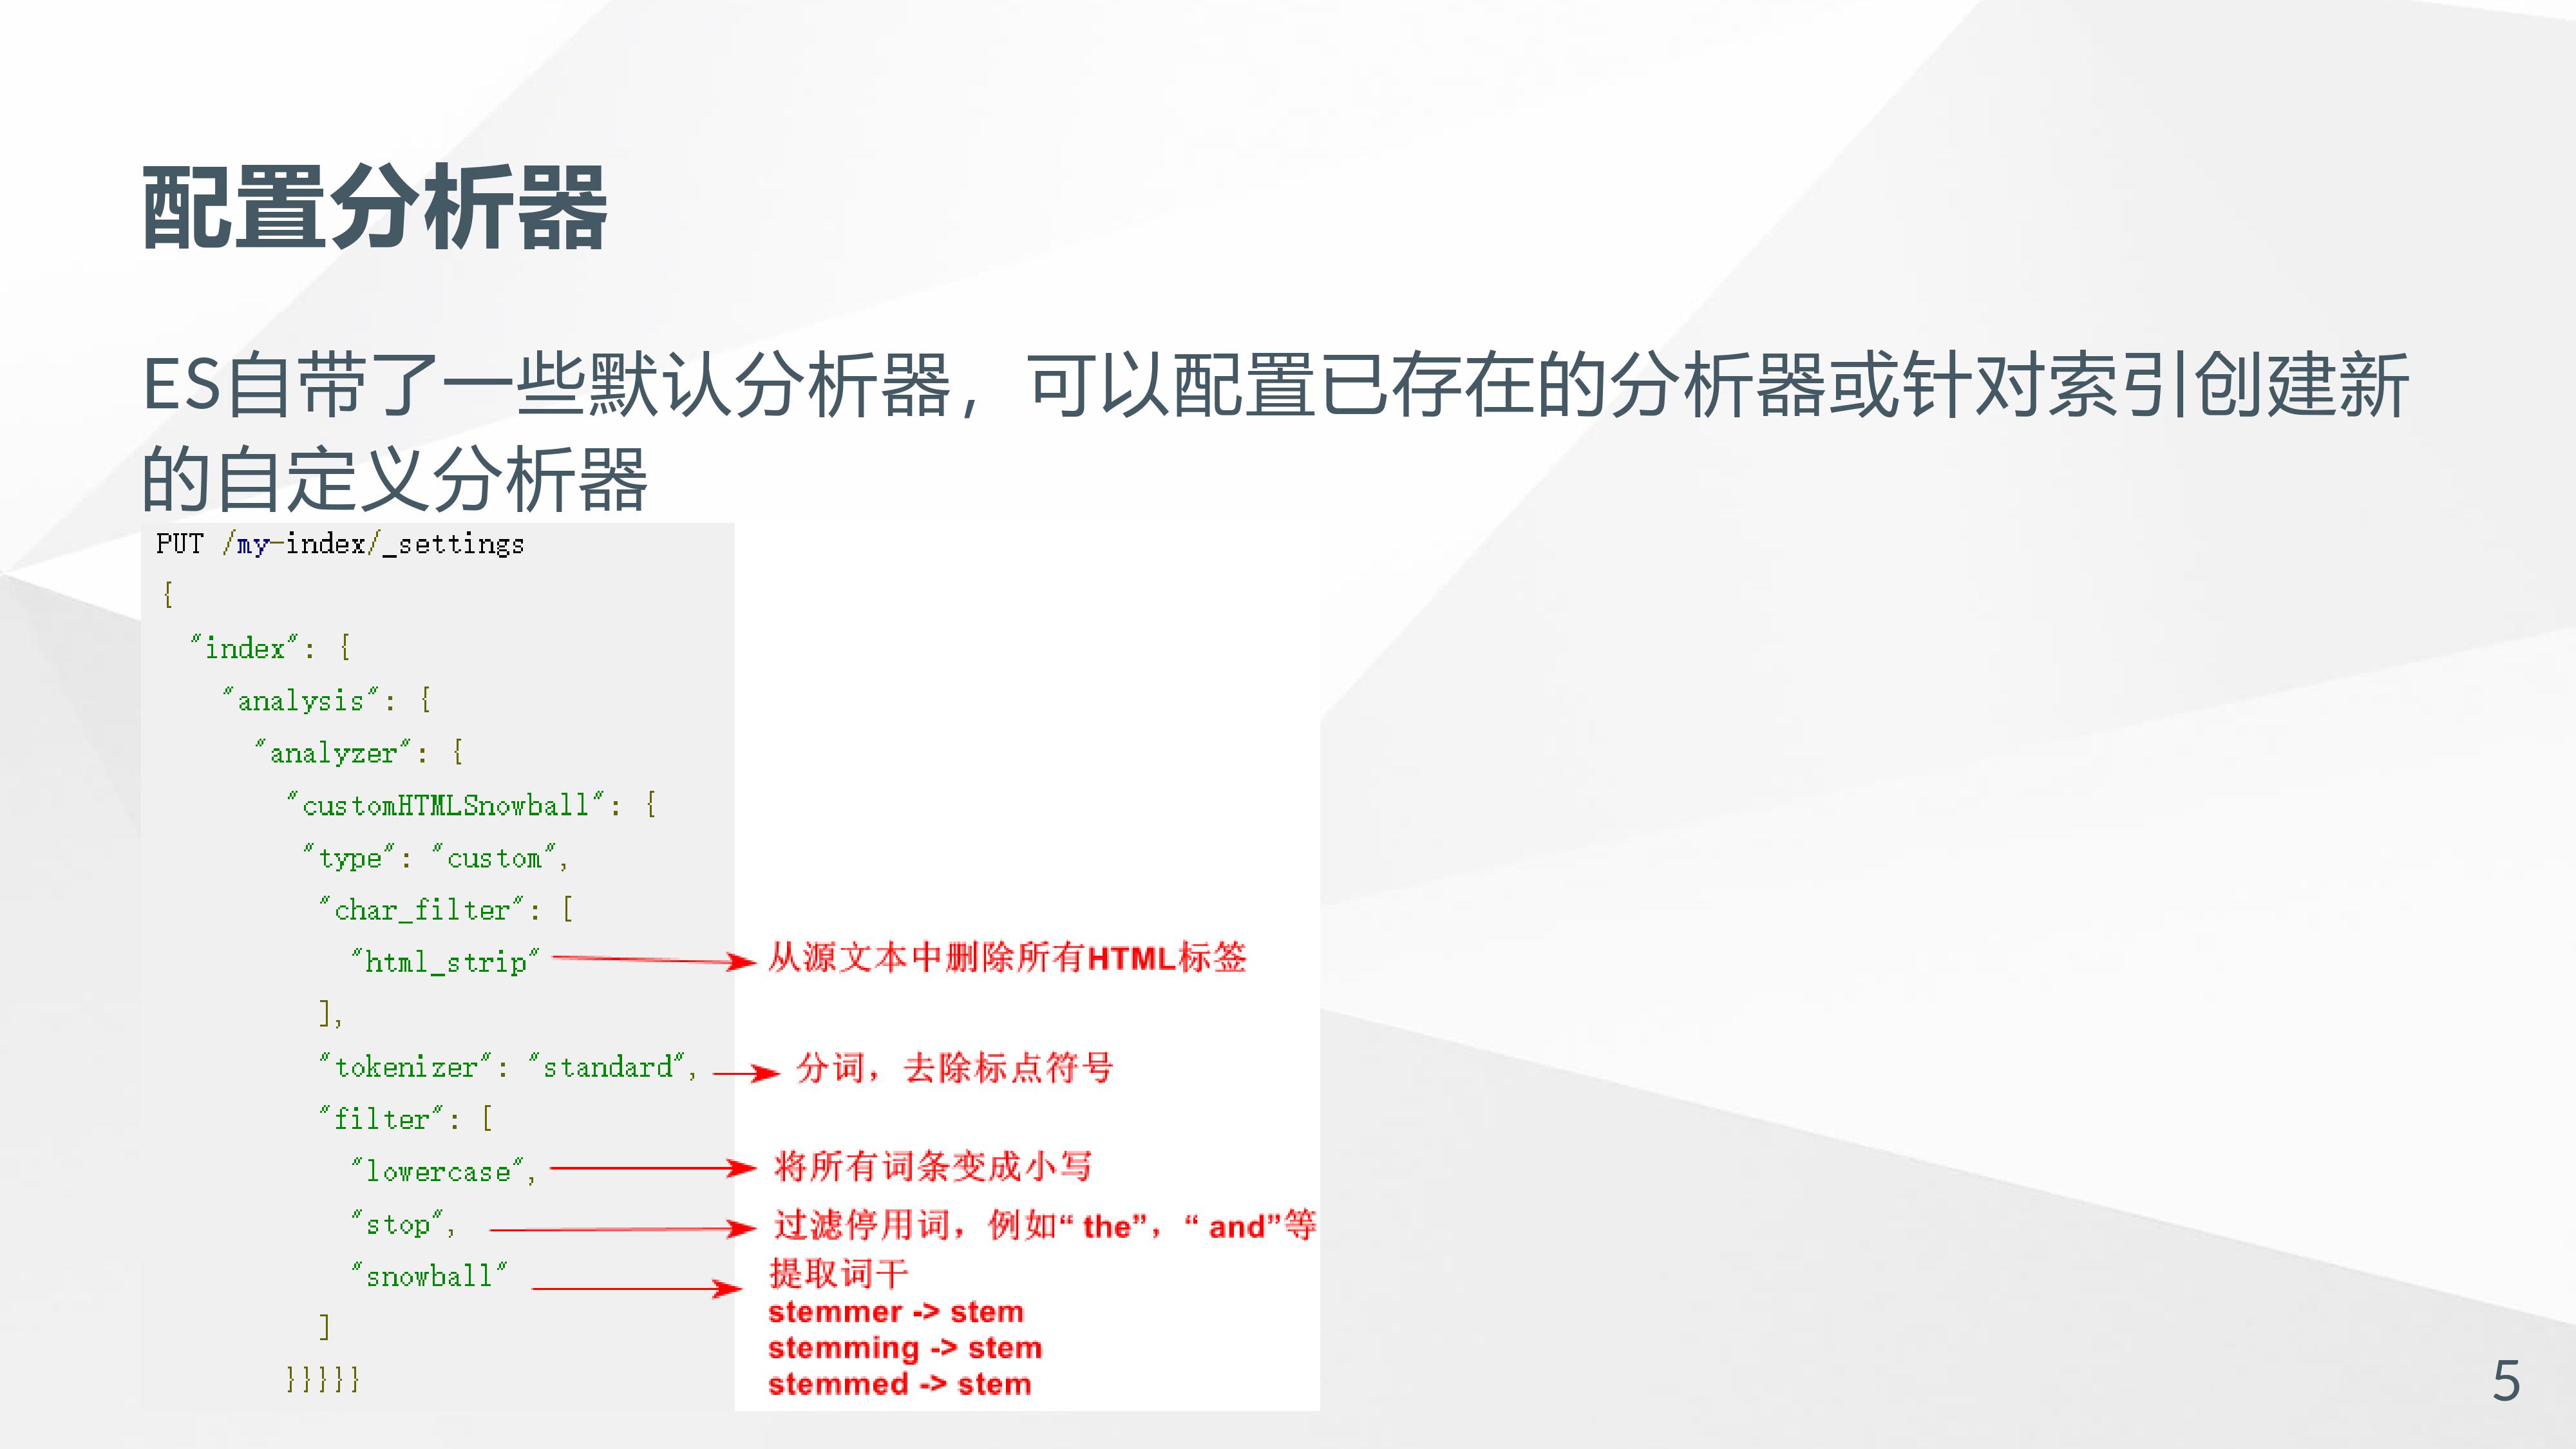 配置分析器
ES自带了一些默认分析器，可以配置已存在的分析器或针对索引创建新
的自定义分析器
PUT /my-index/_settings
{
"index": {
"analysis": {
"analyzer": {
"customHTMLSnowball": {
"type": "custom",
"char_filter": [
"html_strip" 从源文本中删除所有HTML标签
],
"tokenizer": "standard", 分词，去除标点符号
"filter": [
"lowercase", 将所有词条变成小写
"stop", 过滤停用词，例如“ the”，“ and”等
"snowball" 提取词干
stemmer -> stem
]
stemming -> stem
}}}}}
stemmed -> stem
5